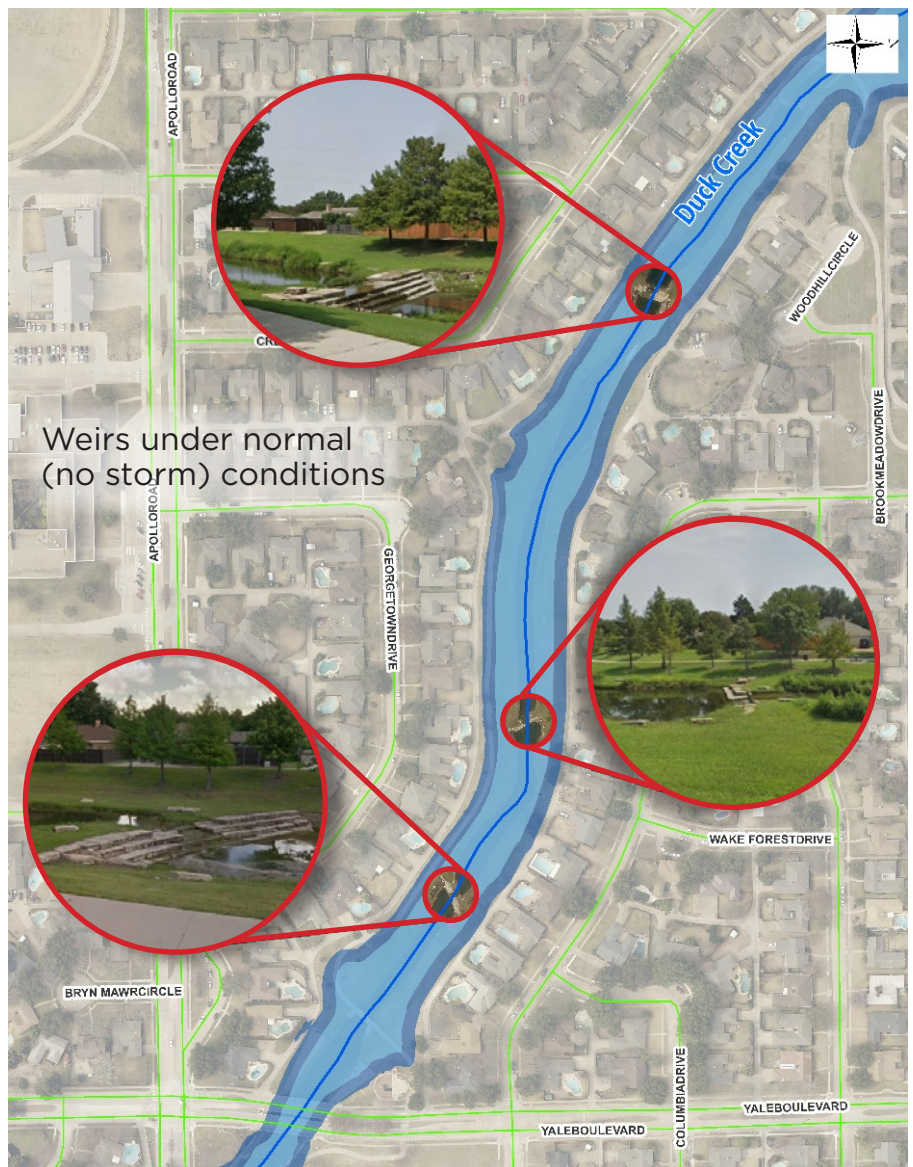 APOLLOROAD
Duck Creek
WOODHILLCIRCLE
CRE
BROOKMEADOWDRIVE
Weirs under normal
(no storm) conditions
APOLLOROAD
GEORGETOWNDRIVE
WAKE FORESTDRIVE
BRYN MAWRCIRCLE
COLUMBIADRIVE
YALEBOULEVARD
YALEBOULEVARD